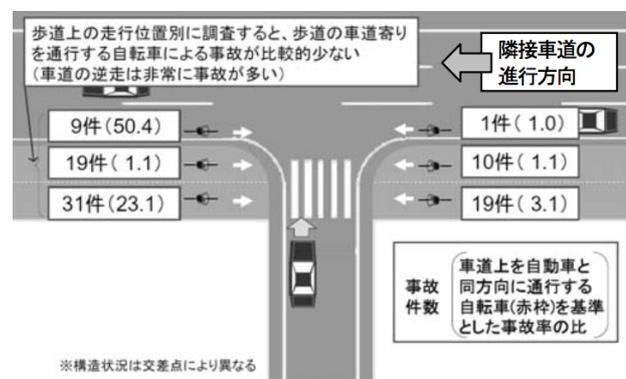 歩道上の走行位置別に調査すると、歩道の車道寄り
を通行する自転車による事故が比較的少ない
(車道の逆走は非常に事故が多い)
隣接車道の
進行方向
9件(50.4)
1件( 1.0)
19件( 1.1)
10件( 1.1)
31件(23.1)
19件( 3.1)
事故
件数
車道上を自動車と
同方向に通行する
自転車(赤枠)を基準
とした事故率の比
※構造状況は交差点により異なる